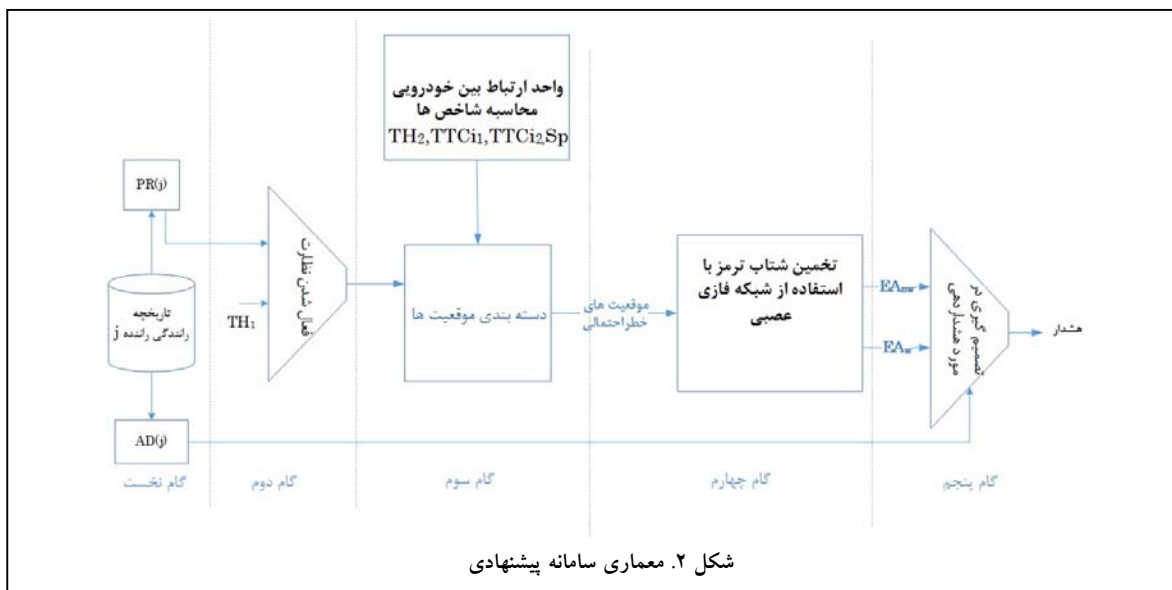 واحد ارتباط بین خودرویی
محاسبه شاخص ها
TH2,TTCi1,TTCi2,Sp
PR(j)
تاریخچه
رانندگی راننده j
AD(j)
TH1
فعال شدن نظارت
دسته بندی موقعیت ها
موقعیت های
خطراحتمالی
تخمین شتاب ترمز با
استفاده از شبکه فازی
عصبی
EAnw
EAw
تصمیم گیری در
مورد هشداردهی
هشدار
گام نخست
گام دوم
گام سوم
گام چهارم
گام پنجم
شکل ۲. معماری سامانه پیشنهادی